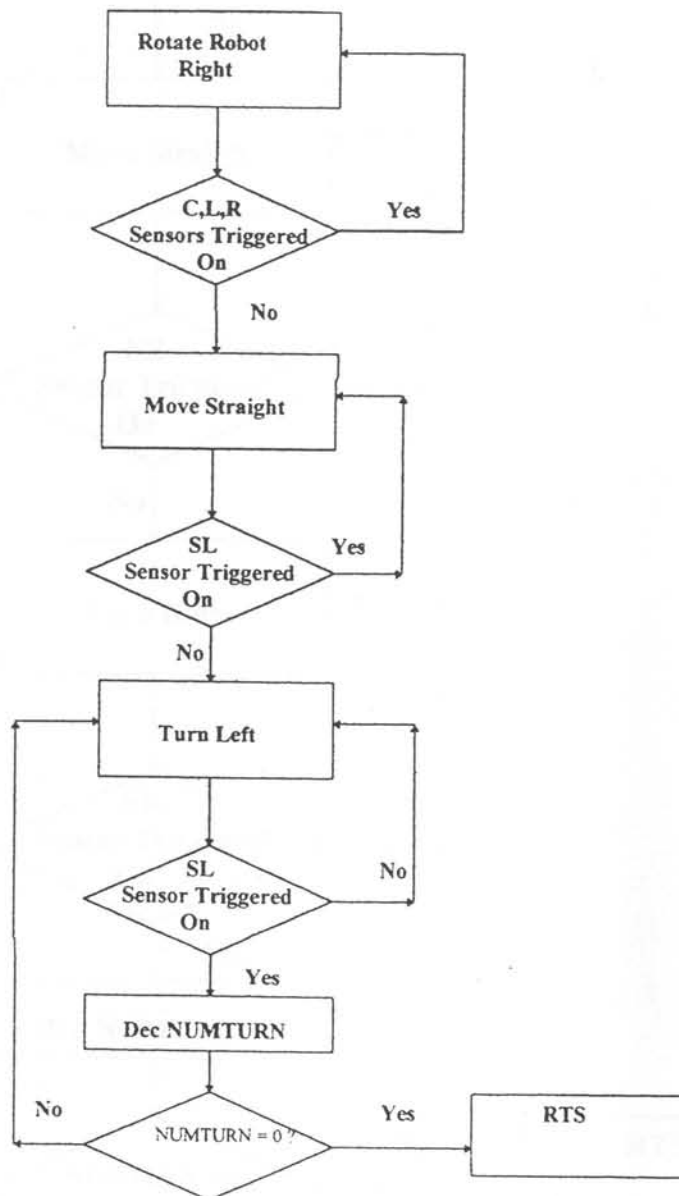 Rotate Robot
Right
C,L,R
Sensors Triggered
On
Yes
No
Move Straight
SL
Sensor Triggered
On
Yes
No
Turn Left
SL
Sensor Triggered
On
No
Yes
Dec NUMTURN
No
NUMTURN = 0 ?
Yes
RTS